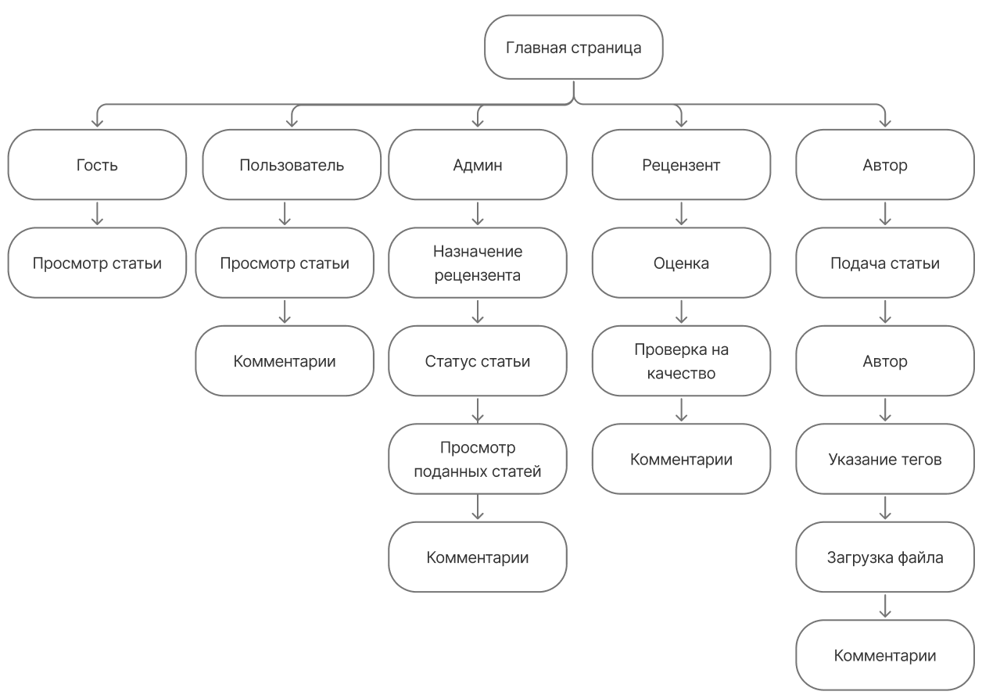 Главная страница
Гость
Пользователь
Админ
Рецензент
Автор
Просмотр статьи
Просмотр статьи
Назначение
рецензента
Оценка
Подача статьи
Комментарии
Статус статьи
Проверка на
качество
Автор
Просмотр
поданных статей
Комментарии
Указание тегов
Комментарии
Загрузка файла
Комментарии